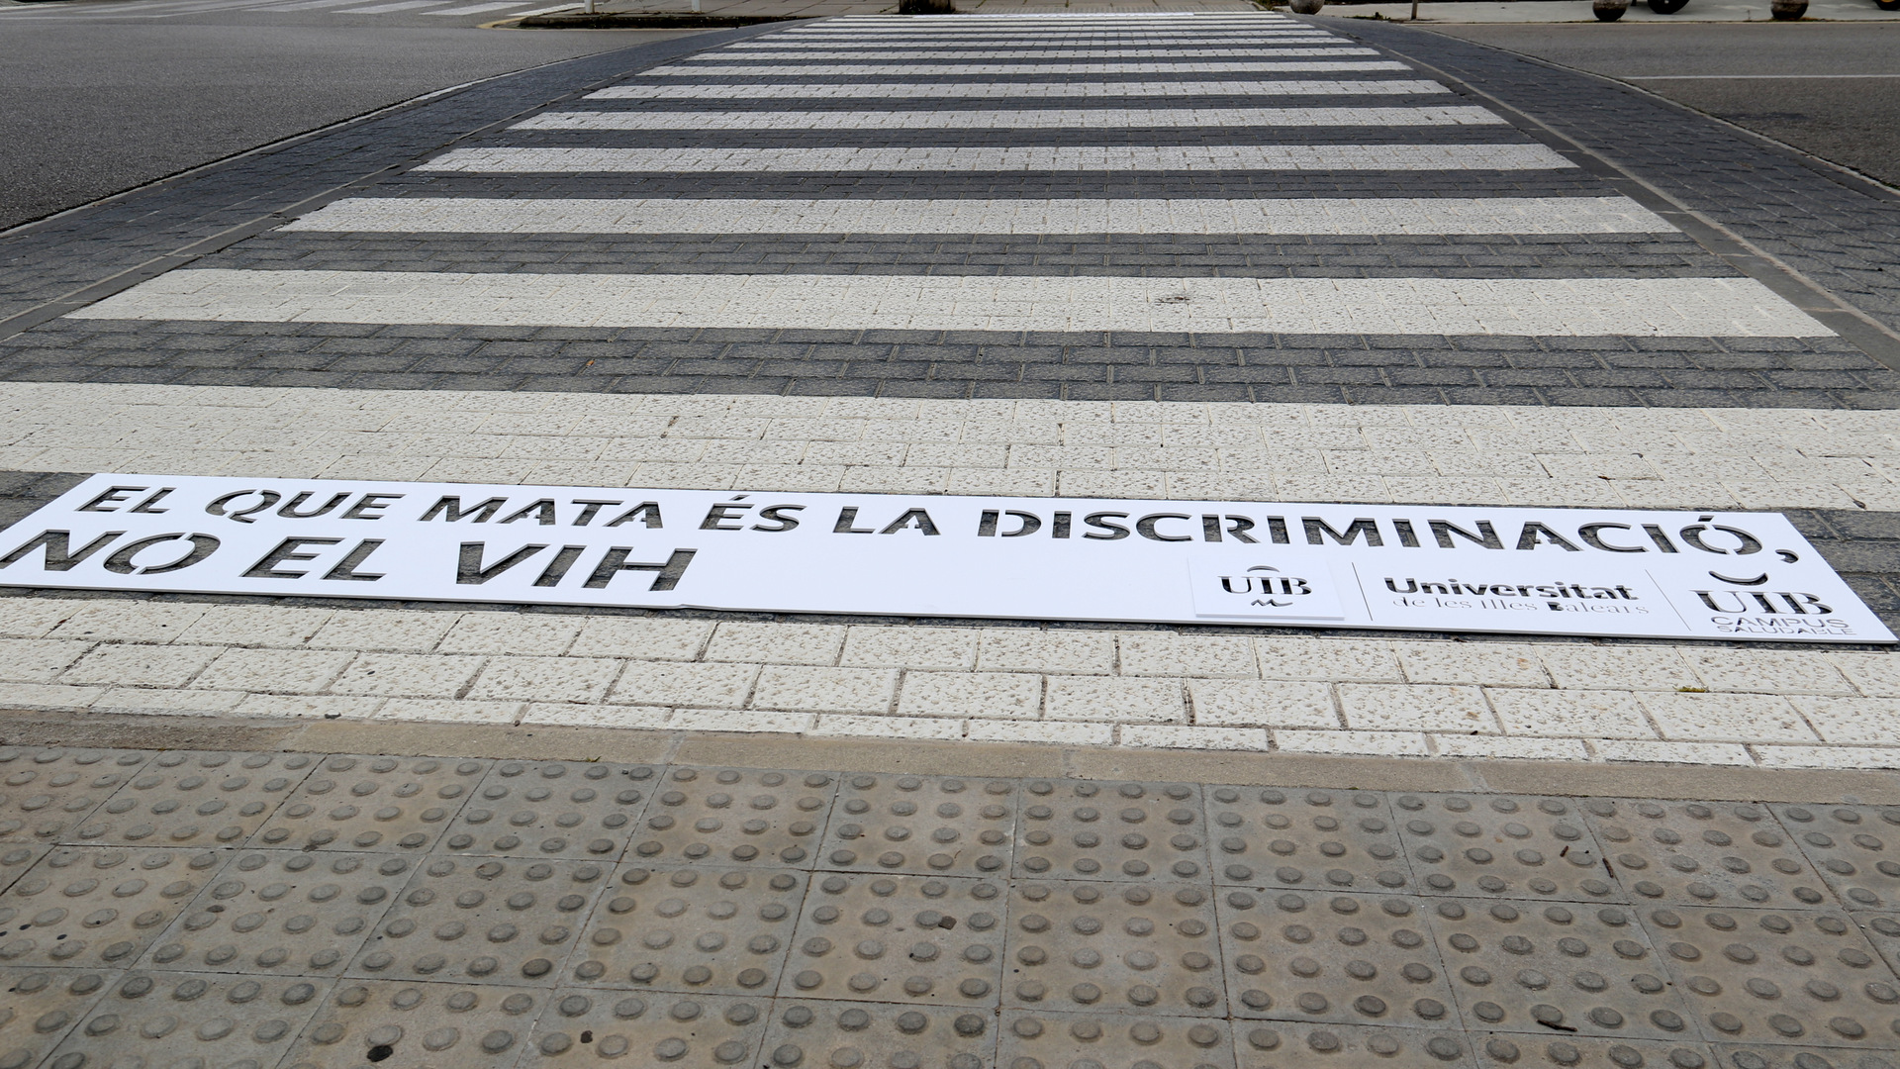 EL QUE MATA ÉS LA DISCRIMINACIÓ,
NO EL VIH
UIB
Universitat
de les Illes Balears
UIB
CAMPUS
SALUDABLE